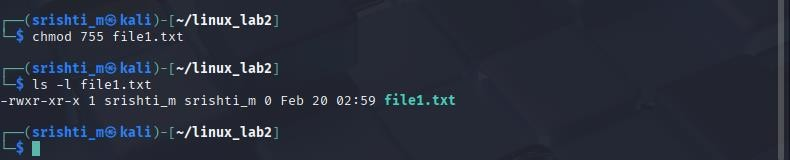 ┌──(srishti_m㉿kali)-[~/linux_lab2]
└─$ chmod 755 file1.txt
┌──(srishti_m㉿kali)-[~/linux_lab2]
└─$ ls -l file1.txt
-rwxr-xr-x 1 srishti_m srishti_m 0 Feb 20 02:59 file1.txt
┌──(srishti_m㉿kali)-[~/linux_lab2]
└─$